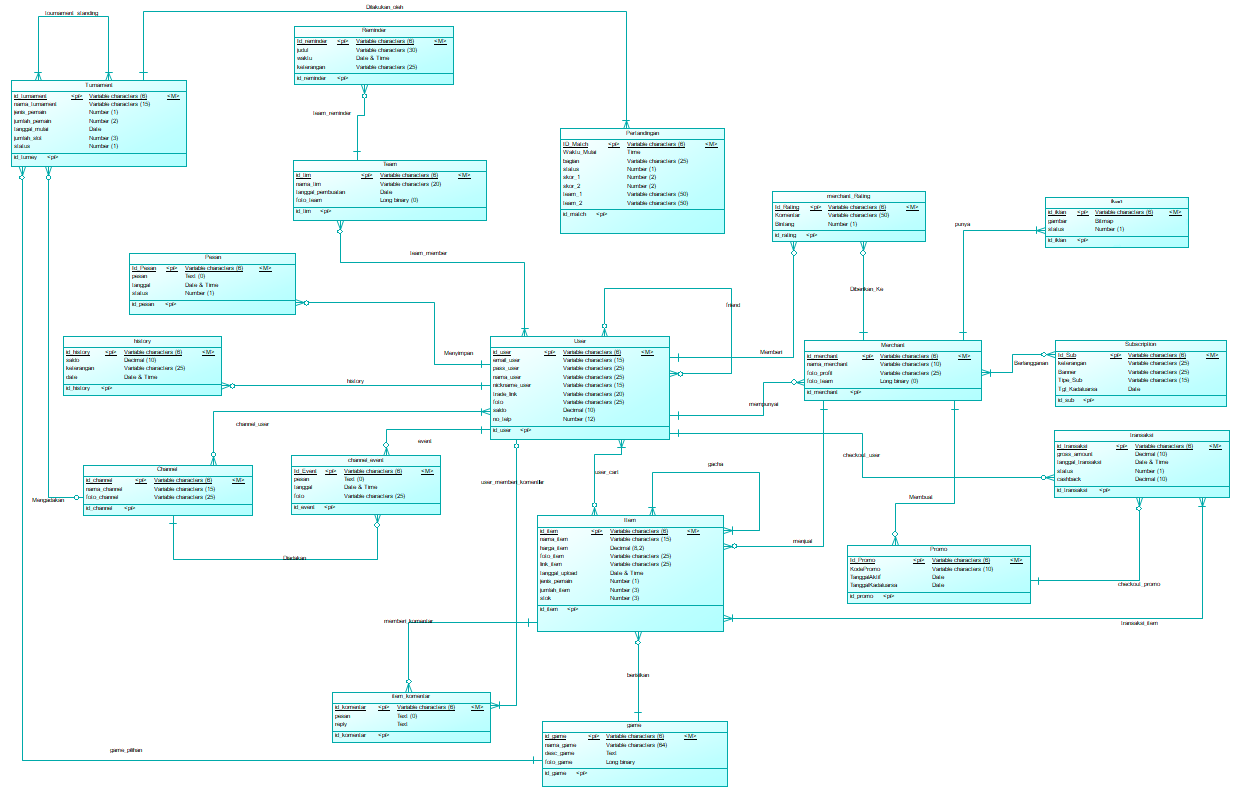 tournament_standing
Dilakukan_oleh
Reminder
Id_reminder <pi> Variable characters (6) <M>
judul Variable characters (30)
waktu Date & Time
keterangan Variable characters (25)
id_reminder <pi>
Turnament
id_turnament <pi> Variable characters (6) <M>
nama_turnament Variable characters (15)
jenis_pemain Number (1)
jumlah_pemain Number (2)
tanggal_mulai Date
jumlah_slot Number (3)
status Number (1)
id_turney <pi>
team_reminder
Pertandingan
ID_Match <pi> Variable characters (6) <M>
Waktu_Mulai Time
bagian Variable characters (25)
status Number (1)
skor_1 Number (2)
skor_2 Number (2)
team_1 Variable characters (50)
team_2 Variable characters (50)
id_match <pi>
Team
id_tim <pi> Variable characters (6) <M>
nama_tim Variable characters (20)
tanggal_pembuatan Date
foto_team Long binary (0)
id_tim <pi>
merchant_Rating
Id_Rating <pi> Variable characters (6) <M>
Komentar Variable characters (50)
Bintang Number (1)
id_rating <pi>
Iklan
id_iklan <pi> Variable characters (6) <M>
gambar Bitmap
status Number (1)
id_iklan <pi>
punya
team_member
Pesan
Id_Pesan <pi> Variable characters (6) <M>
pesan Text (0)
tanggal Date & Time
status Number (1)
id_pesan <pi>
Diberikan_Ke
friend
history
id_history <pi> Variable characters (6) <M>
saldo Decimal (10)
keterangan Variable characters (25)
date Date & Time
id_history <pi>
Menyimpan
history
User
id_user <pi> Variable characters (6) <M>
email_user Variable characters (15)
pass_user Variable characters (25)
nama_user Variable characters (25)
nickname_user Variable characters (15)
trade_link Variable characters (20)
foto Variable characters (25)
saldo Decimal (10)
no_telp Number (12)
id_user <pi>
Memberi
Merchant
id_merchant <pi> Variable characters (6) <M>
nama_merchant Variable characters (10)
foto_profil Variable characters (25)
foto_team Long binary (0)
id_merchant <pi>
Berlangganan
Subscription
Id_Sub <pi> Variable characters (6) <M>
keterangan Variable characters (25)
Banner Variable characters (25)
Tipe_Sub Variable characters (15)
Tgl_Kadaluarsa Date
id_sub <pi>
mempunyai
channel_user
event
checkout_user
transaksi
id_transaksi <pi> Variable characters (6) <M>
gross_amount Decimal (10)
tanggal_transaksi Date & Time
status Number (1)
cashback Decimal (10)
id_transaksi <pi>
Channel
id_channel <pi> Variable characters (6) <M>
nama_channel Variable characters (15)
foto_channel Variable characters (25)
id_channel <pi>
Mengadakan
channel_event
Id_Event <pi> Variable characters (6) <M>
pesan Text (0)
tanggal Date & Time
foto Variable characters (25)
id_event <pi>
user_cart
gacha
user_memberi_komentar
Membuat
Diadakan
Item
id_item <pi> Variable characters (6) <M>
nama_item Variable characters (15)
harga_item Decimal (8,2)
foto_item Variable characters (25)
link_item Variable characters (25)
tanggal_upload Date & Time
jenis_pemain Number (1)
jumlah_item Number (3)
stok Number (3)
id_item <pi>
menjual
Promo
Id_Promo <pi> Variable characters (6) <M>
KodePromo Variable characters (10)
TanggalAktif Date
TanggalKadaluarsa Date
id_promo <pi>
checkout_promo
transaksi_item
memberi_komentar
berisikan
item_komentar
id_komentar <pi> Variable characters (6) <M>
pesan Text (0)
reply Text
id_komentar <pi>
game
id_game <pi> Variable characters (6) <M>
nama_game Variable characters (64)
desc_game Text
foto_game Long binary
id_game <pi>
game_pilihan